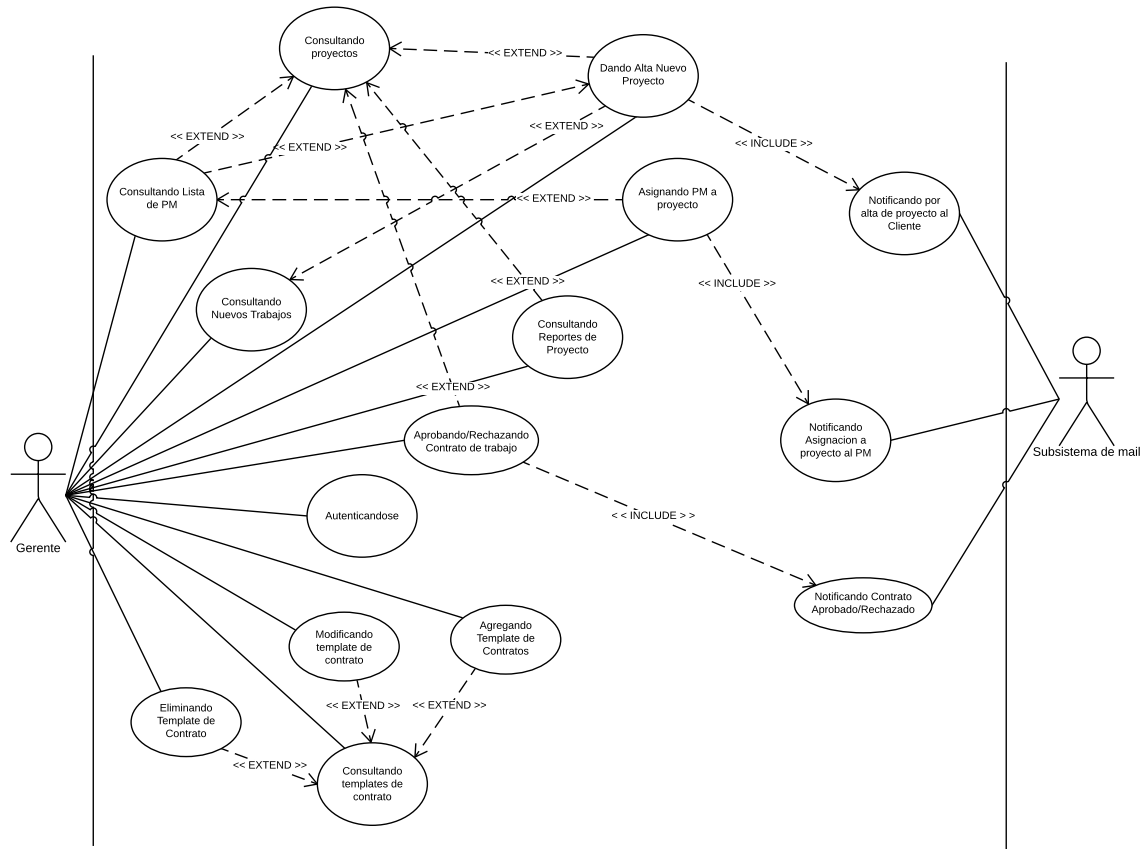 Consultando
proyectos
<< EXTEND >>
Dando Alta Nuevo
Proyecto
<< EXTEND >>
<< EXTEND >>
<< EXTEND >>
<< INCLUDE >>
Consultando Lista
de PM
<< EXTEND >>
Asignando PM a
proyecto
Notificando por
alta de proyecto al
Cliente
Consultando
Nuevos Trabajos
<< EXTEND >>
<< INCLUDE >>
Consultando
Reportes de
Proyecto
<< EXTEND >>
Aprobando/Rechazando
Contrato de trabajo
Notificando
Asignacion a
proyecto al PM
Subsistema de mail
Gerente
Autenticandose
< < INCLUDE > >
Notificando Contrato
Aprobado/Rechazado
Modificando
template de
contrato
Agregando
Template de
Contratos
<< EXTEND >>
<< EXTEND >>
Eliminando
Template de
Contrato
<< EXTEND >>
Consultando
templates de
contrato